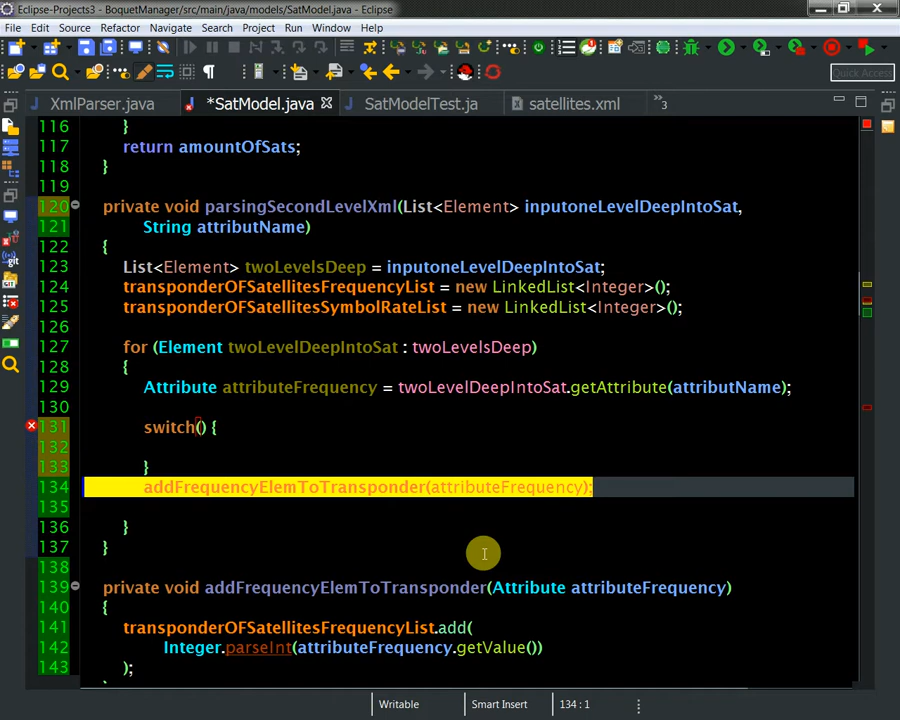 Eclipse-Projects3 - BoquetManager/src/main/java/models/SatModel.java - Eclipse
File Edit Source Refactor Navigate Search Project Run Window Help
Quick Access
XmlParser.java *SatModel.java SatModelTest.ja satellites.xml »3
116 }
117 return amountOfSats;
118 }
119
120 private void parsingSecondLevelXml(List<Element> inputoneLevelDeepIntoSat,
121 String attributName)
122 {
123 List<Element> twoLevelsDeep = inputoneLevelDeepIntoSat;
124 transponderOFSatellitesFrequencyList = new LinkedList<Integer>();
125 transponderOFSatellitesSymbolRateList = new LinkedList<Integer>();
126
127 for (Element twoLevelDeepIntoSat : twoLevelsDeep)
128 {
129 Attribute attributeFrequency = twoLevelDeepIntoSat.getAttribute(attributName);
130
131 switch() {
132
133 }
134 addFrequencyElemToTransponder(attributeFrequency);
135
136 }
137 }
138
139 private void addFrequencyElemToTransponder(Attribute attributeFrequency)
140 {
141 transponderOFSatellitesFrequencyList.add(
142 Integer.parseInt(attributeFrequency.getValue())
143 );
Writable Smart Insert 134 : 1